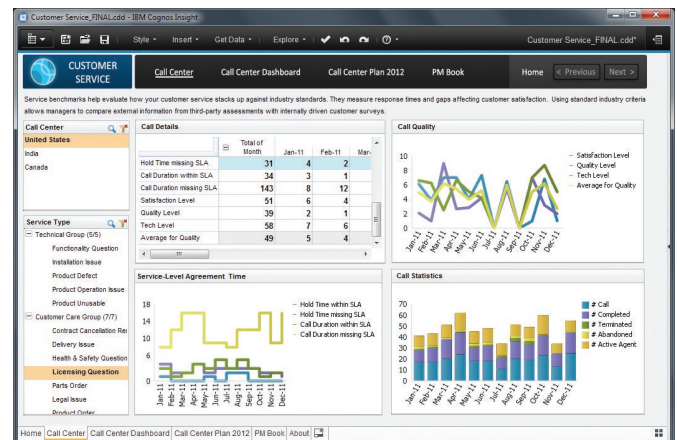 Customer Service_FINAL.cdd - IBM Cognos Insight
Style Insert Get Data Explore Customer Service_FINAL.cdd*
CUSTOMER SERVICE
Call Center Call Center Dashboard Call Center Plan 2012 PM Book Home < Previous Next >
Service benchmarks help evaluate how your customer service stacks up against industry standards. They measure response times and gaps affecting customer satisfaction. Using standard industry criteria
allows managers to compare external information from third-party assessments with internally driven customer surveys.
Call Center
United States
India
Canada
Service Type
Technical Group (5/5)
Functionality Question
Installation Issue
Product Defect
Product Operation Issue
Product Unusable
Customer Care Group (7/7)
Contract Cancellation Re
Delivery Issue
Health & Safety Question
Licensing Question
Parts Order
Legal Issue
Product Order
Call Details
Total of Month Jan-11 Feb-11 Mar-
Hold Time missing SLA 31 4 2
Call Duration within SLA 34 3 1
Call Duration missing SLA 143 8 12
Satisfaction Level 51 6 4
Quality Level 39 2 1
Tech Level 58 7 6
Average for Quality 49 5 4
Call Quality
10
8
6
4
2
0
Jan-11 Feb-11 Mar-11 Apr-11 May-11 Jun-11 Jul-11 Aug-11 Sep-11 Oct-11 Nov-11 Dec-11
Satisfaction Level
Quality Level
Tech Level
Average for Quality
Service-Level Agreement Time
18
14
10
6
0
Jan-11 Feb-11 Mar-11 Apr-11 May-11 Jun-11 Jul-11 Aug-11 Sep-11 Oct-11 Nov-11 Dec-11
Hold Time within SLA
Hold Time missing SLA
Call Duration within SLA
Call Duration missing SLA
Call Statistics
70
60
50
40
30
20
10
0
Jan-11 Feb-11 Mar-11 Apr-11 May-11 Jun-11 Jul-11 Aug-11 Sep-11 Oct-11 Nov-11 Dec-11
# Call
# Completed
# Terminated
# Abandoned
# Active Agent
Home Call Center Call Center Dashboard Call Center Plan 2012 PM Book About